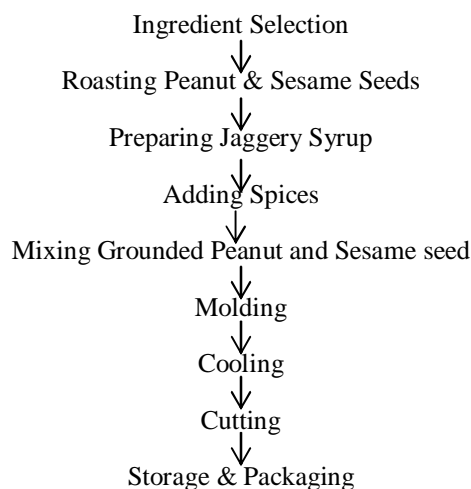 Ingredient Selection
Roasting Peanut & Sesame Seeds
Preparing Jaggery Syrup
Adding Spices
Mixing Grounded Peanut and Sesame seed
Molding
Cooling
Cutting
Storage & Packaging